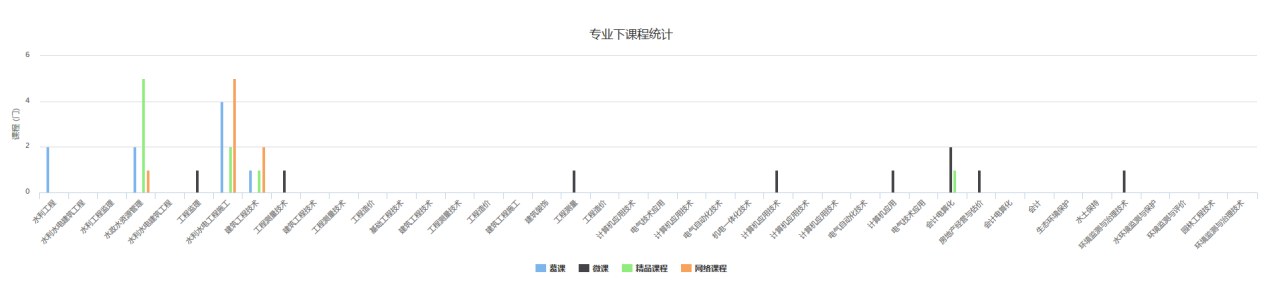 专业下课程统计
课程 (门)
6
4
2
0
水利工程
水利水电建筑工程
水利工程监理
水政水资源管理
水利水电建筑工程
工程监理
水利水电工程施工
建筑工程技术
工程测量技术
建筑工程技术
工程测量技术
工程造价
基础工程技术
建筑工程技术
工程测量技术
工程造价
建筑工程施工
建筑装饰
工程测量
工程造价
计算机应用技术
电气技术应用
计算机应用技术
电气自动化技术
机电一体化技术
计算机应用技术
计算机应用技术
计算机应用技术
电气自动化技术
计算机应用
电气技术应用
会计电算化
房地产经营与估价
会计电算化
会计
生态环境保护
水土保持
环境监测与治理技术
水环境监测与保护
环境监测与评价
园林工程技术
环境监测与治理技术
慕课 微课 精品课程 网络课程